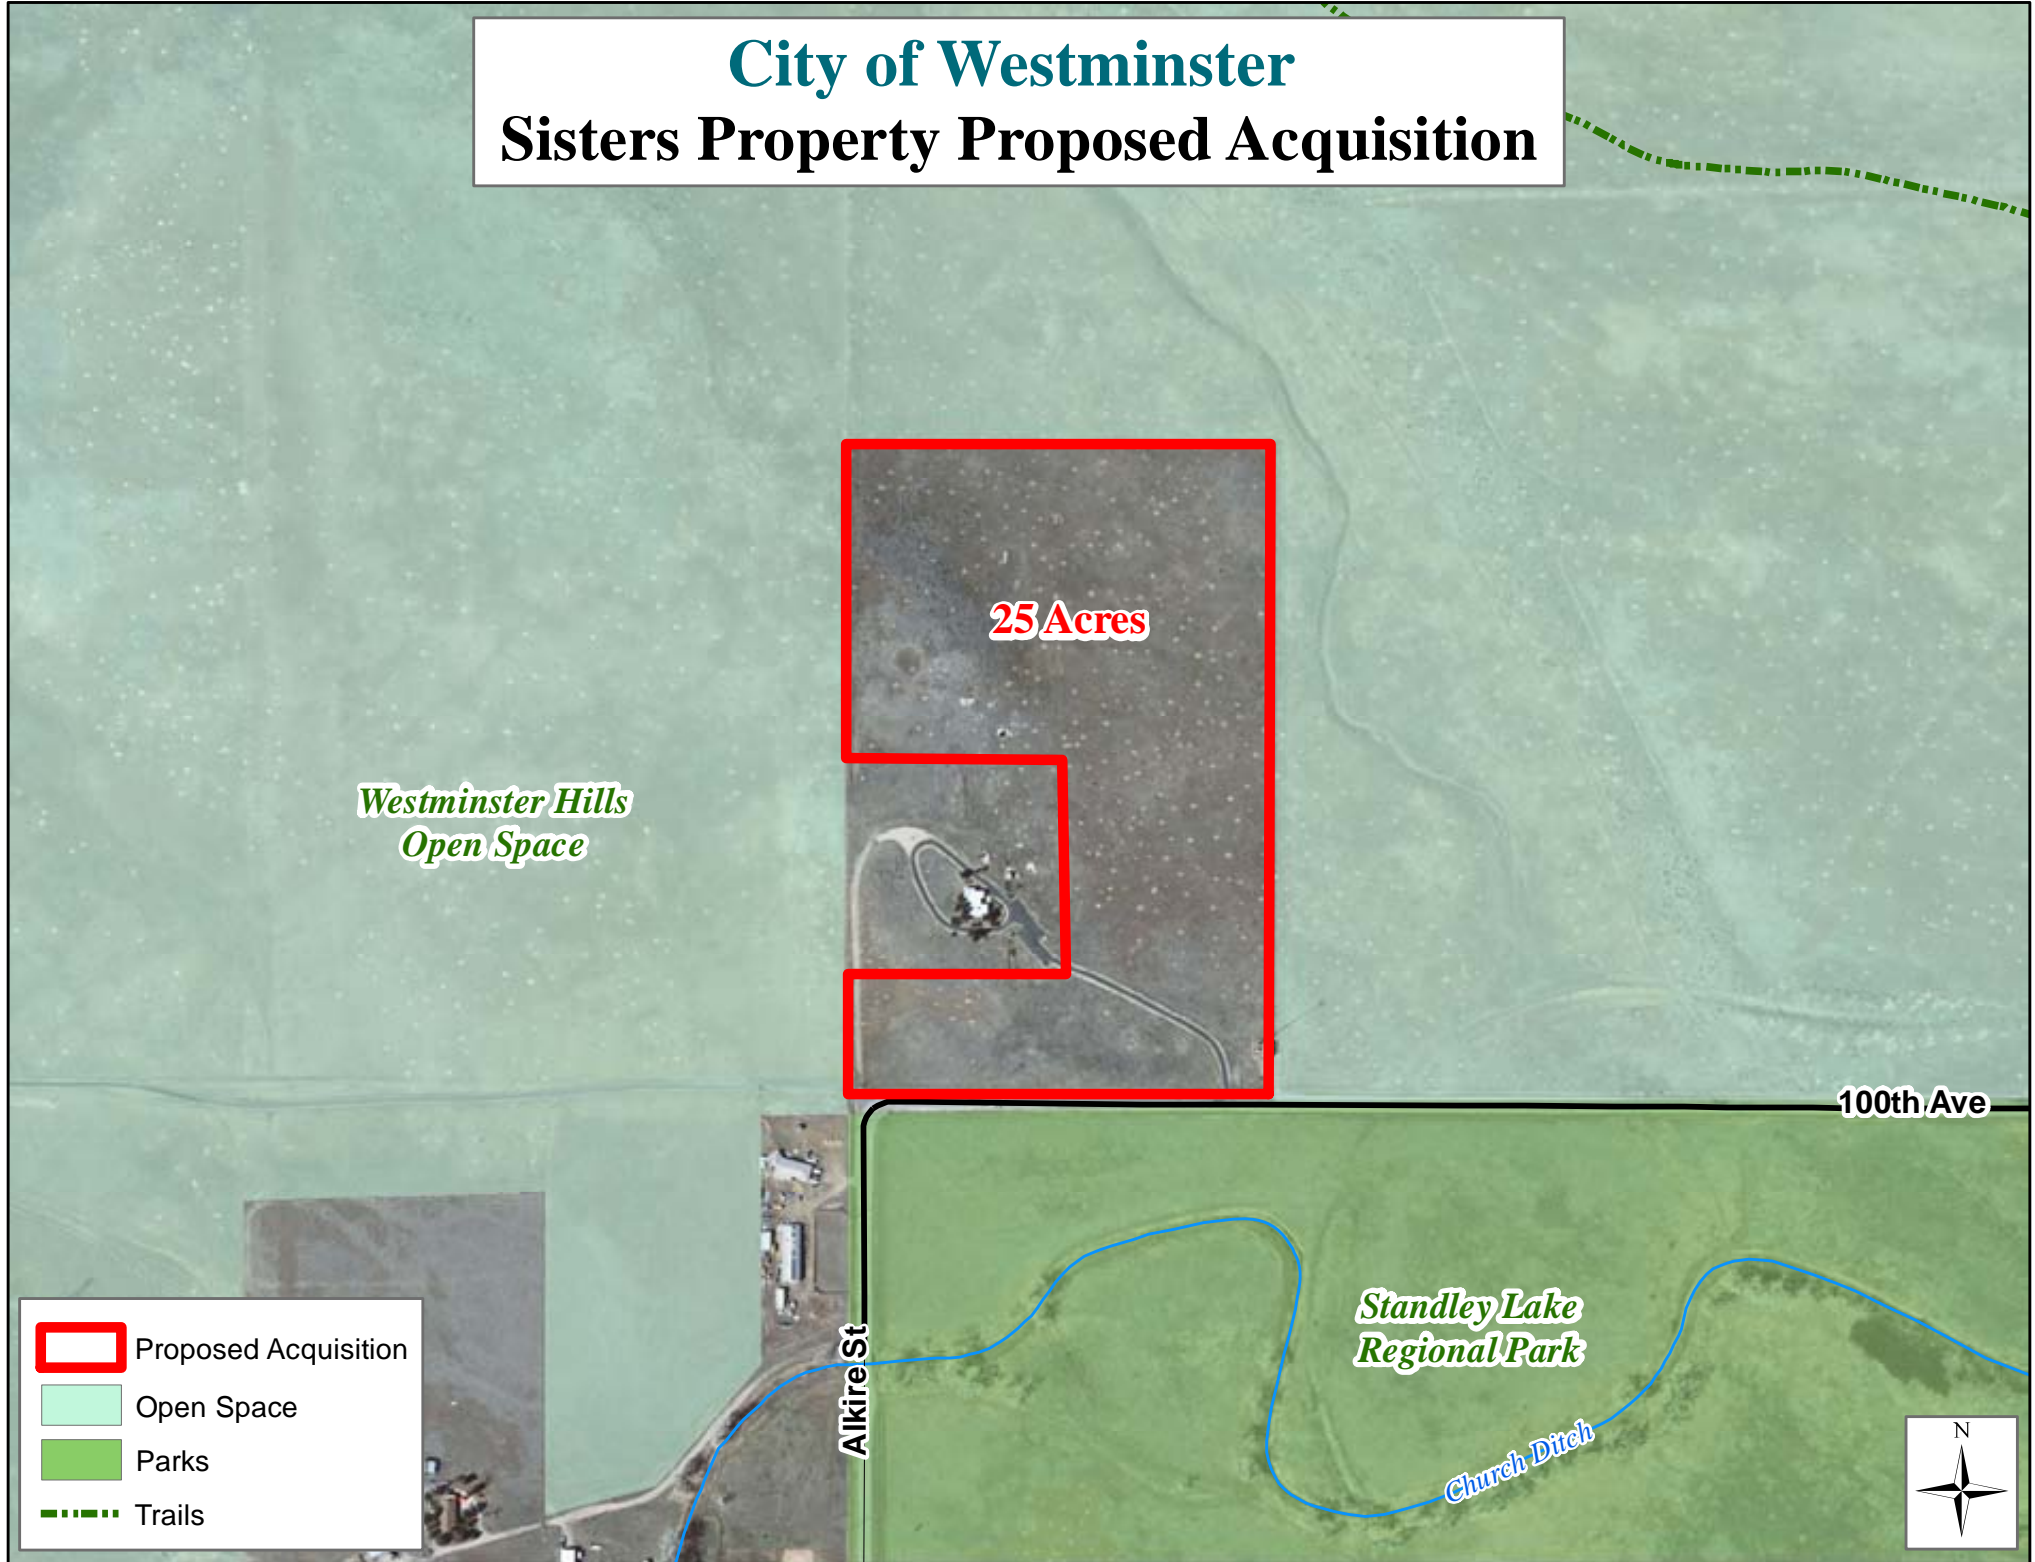 City of Westminster
Sisters Property Proposed Acquisition
25 Acres
Westminster Hills
Open Space
100th Ave
Standley Lake
Regional Park
Alkire St
Church Ditch
Proposed Acquisition
Open Space
Parks
Trails
N